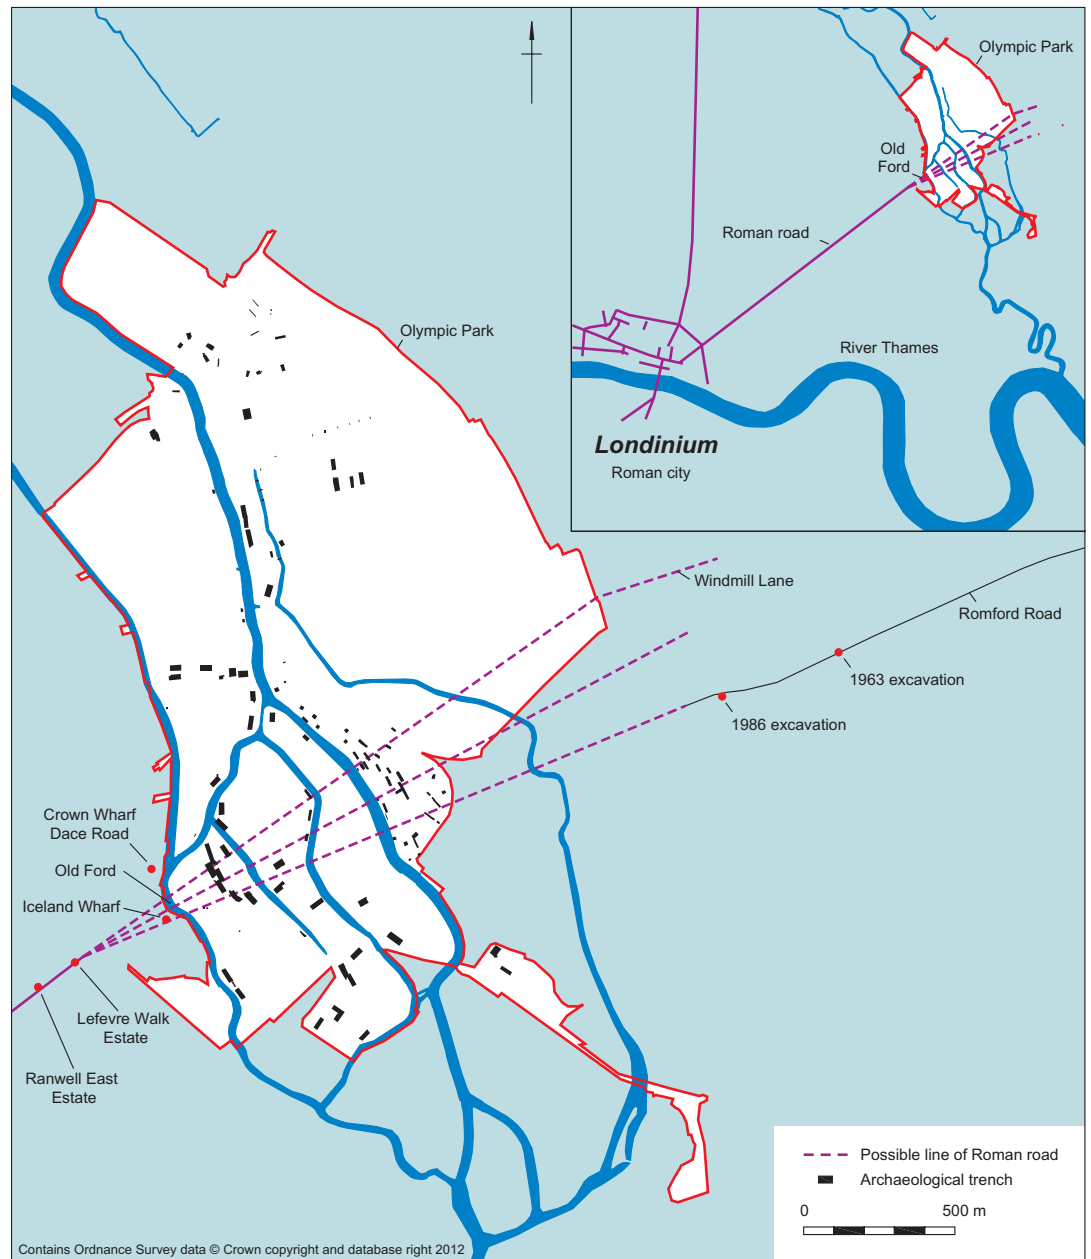 Olympic Park
Old
Ford
Roman road
River Thames
Londinium
Roman city
Olympic Park
Windmill Lane
Romford Road
1963 excavation
1986 excavation
Crown Wharf
Dace Road
Old Ford
Iceland Wharf
Lefevre Walk
Estate
Ranwell East
Estate
Possible line of Roman road
Archaeological trench
0 500 m
Contains Ordnance Survey data © Crown copyright and database right 2012